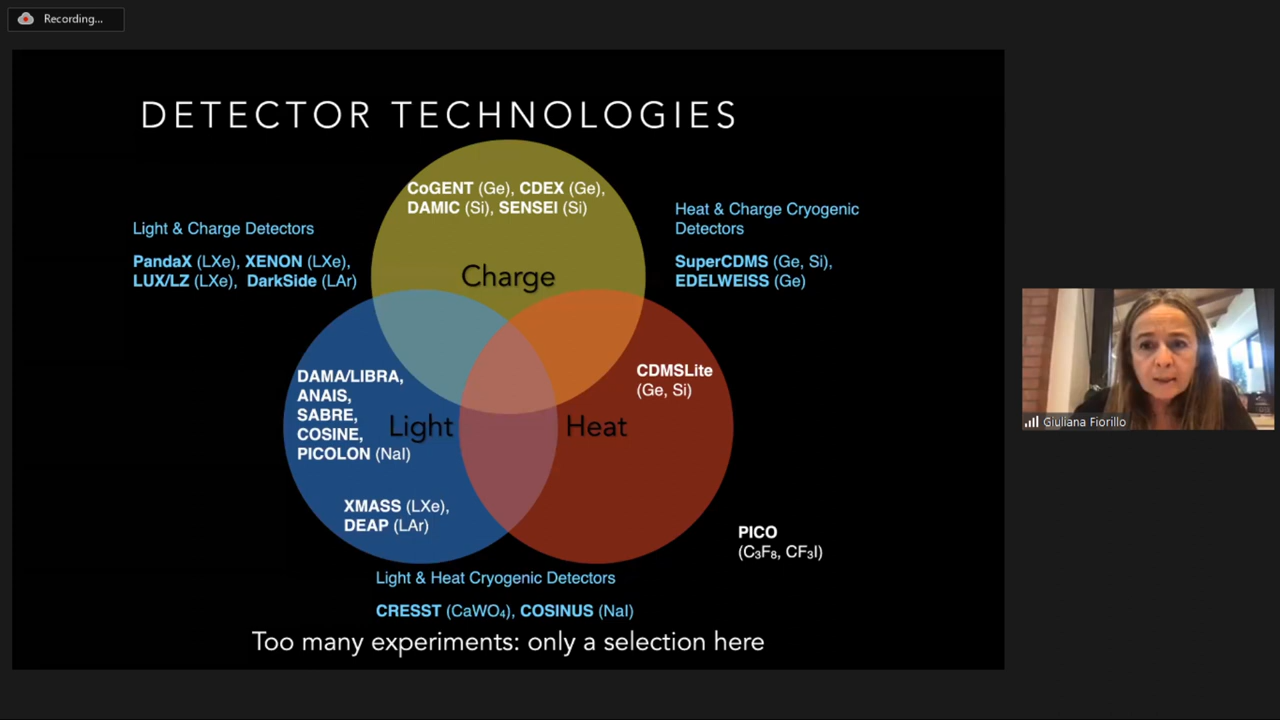 Recording...
DETECTOR TECHNOLOGIES
CoGENT (Ge), CDEX (Ge),
DAMIC (Si), SENSEI (Si)
Light & Charge Detectors
PandaX (LXe), XENON (LXe),
LUX/LZ (LXe), DarkSide (LAr)
Heat & Charge Cryogenic
Detectors
SuperCDMS (Ge, Si),
EDELWEISS (Ge)
Charge
DAMA/LIBRA,
ANAIS,
SABRE,
COSINE,
PICOLON (NaI)
Light
Heat
CDMSLite
(Ge, Si)
XMASS (LXe),
DEAP (LAr)
PICO
(C₃F₈, CF₃I)
Light & Heat Cryogenic Detectors
CRESST (CaWO₄), COSINUS (NaI)
Too many experiments: only a selection here
Giuliana Fiorillo